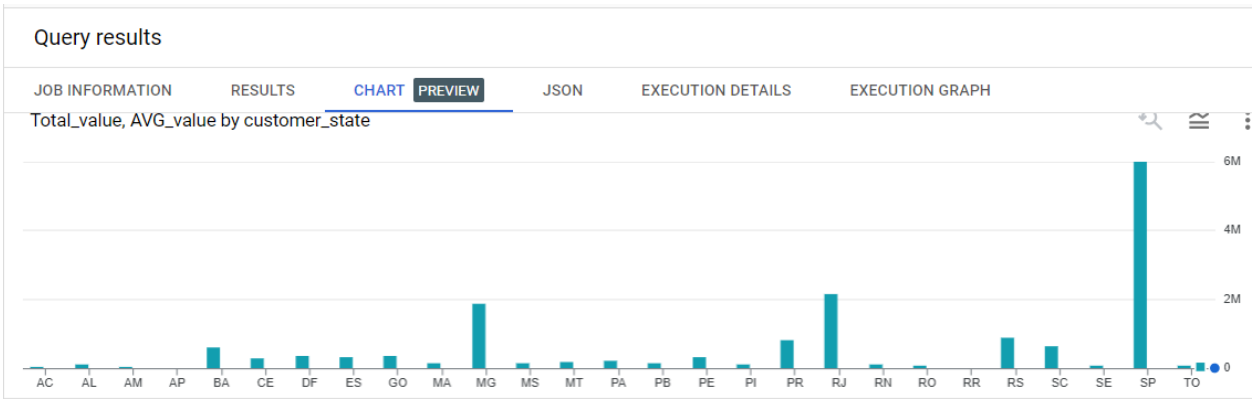 Query results
JOB INFORMATION RESULTS CHART PREVIEW JSON EXECUTION DETAILS EXECUTION GRAPH
Total_value, AVG_value by customer_state
6M
4M
2M
0
AC AL AM AP BA CE DF ES GO MA MG MS MT PA PB PE PI PR RJ RN RO RR RS SC SE SP TO